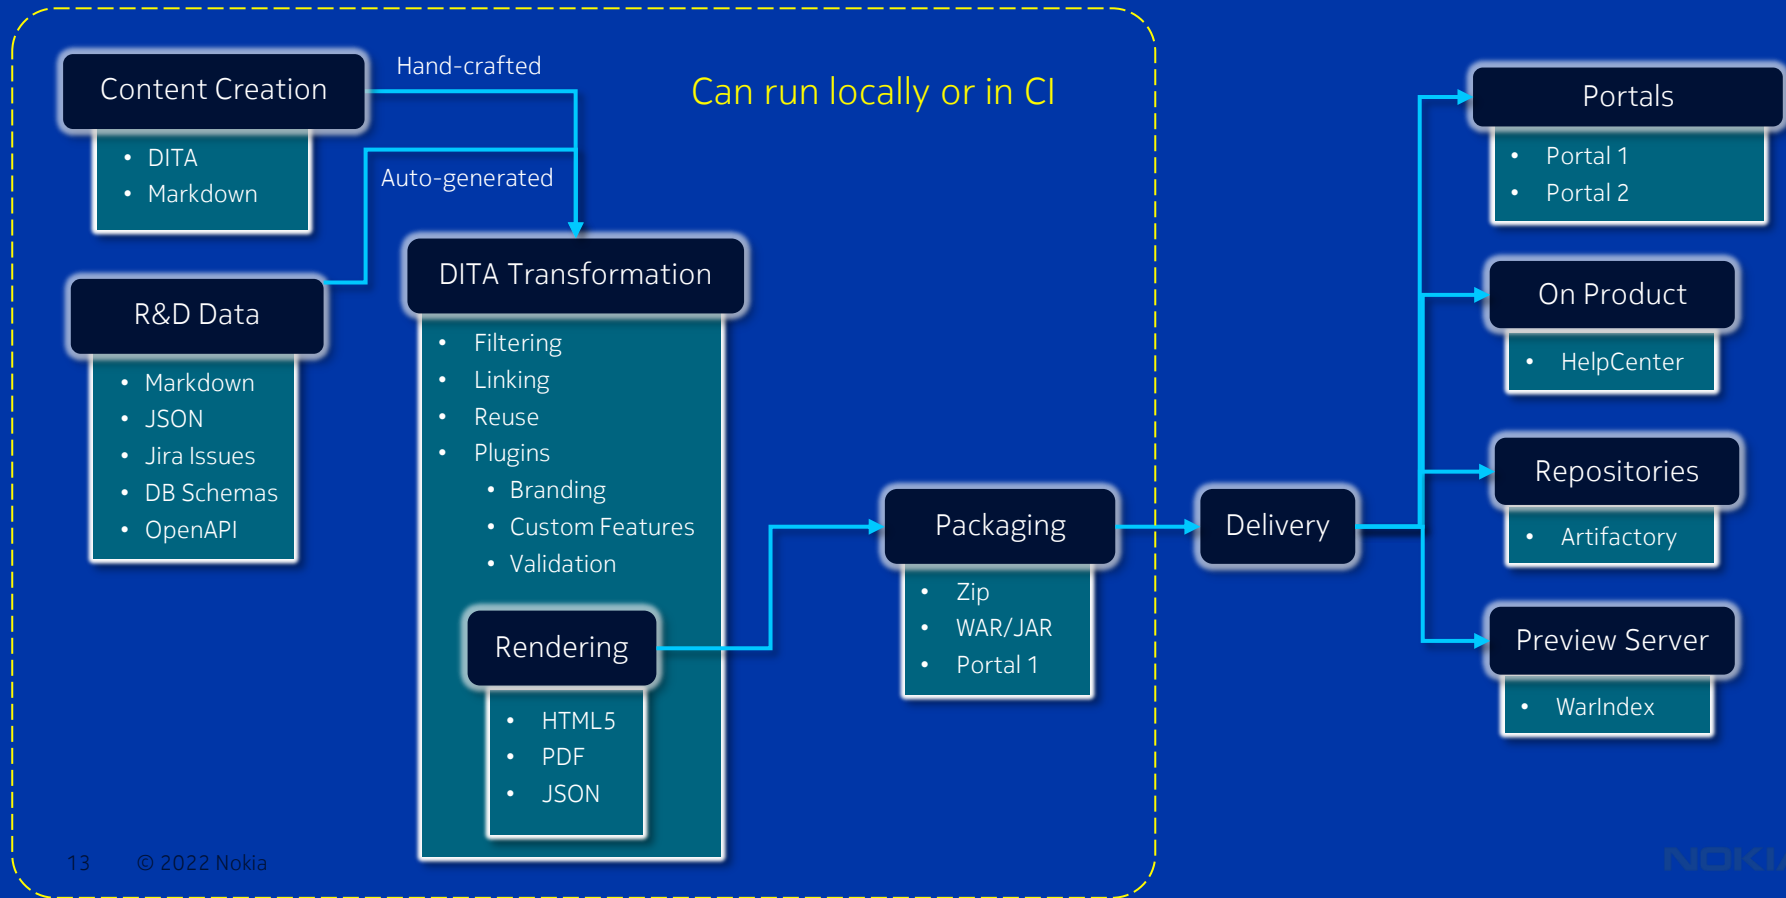 Can run locally or in CI
Content Creation
• DITA
• Markdown
Hand-crafted
Auto-generated
R&D Data
• Markdown
• JSON
• Jira Issues
• DB Schemas
• OpenAPI
DITA Transformation
• Filtering
• Linking
• Reuse
• Plugins
• Branding
• Custom Features
• Validation
Rendering
• HTML5
• PDF
• JSON
Packaging
• Zip
• WAR/JAR
• Portal 1
Delivery
Portals
• Portal 1
• Portal 2
On Product
• HelpCenter
Repositories
• Artifactory
Preview Server
• WarIndex
13 © 2022 Nokia
NOKIA